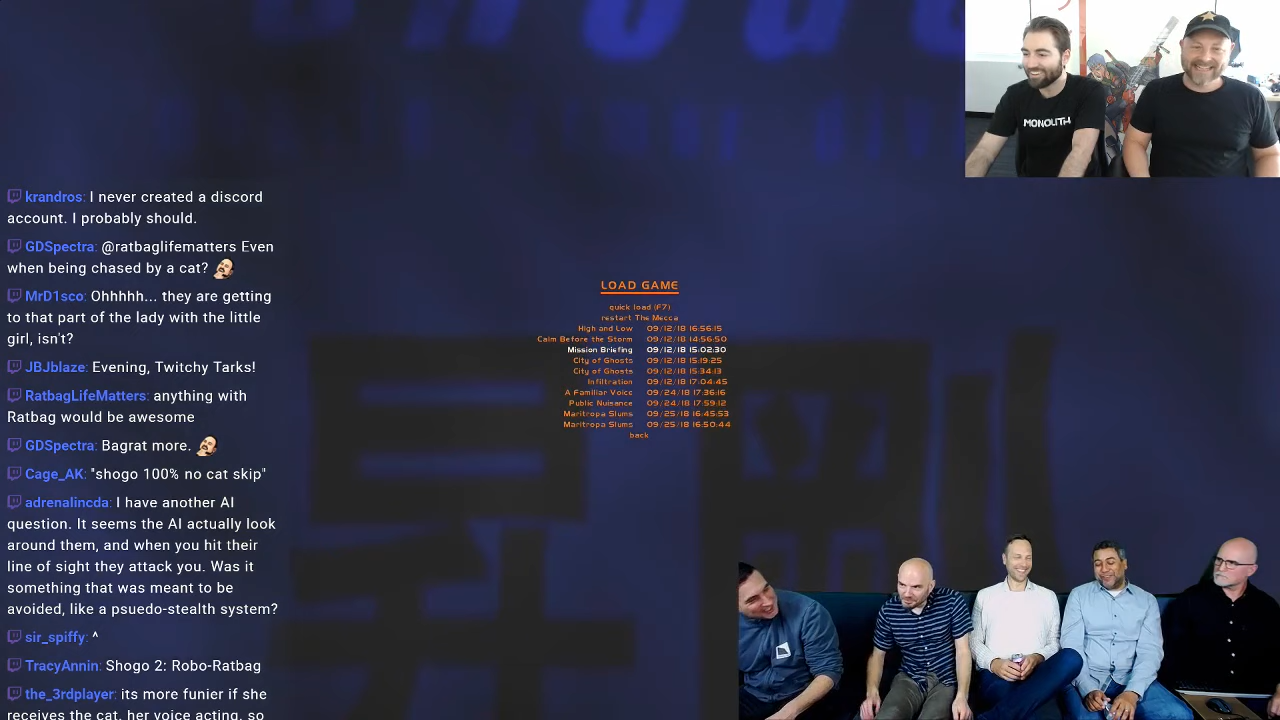 krandros: I never created a discord
account. I probably should.
GDSpectra: @ratbaglifematters Even
when being chased by a cat?
MrD1sco: Ohhhhh... they are getting
to that part of the lady with the little
girl, isn't?
JBJblaze: Evening, Twitchy Tarks!
RatbagLifeMatters: anything with
Ratbag would be awesome
GDSpectra: Bagrat more.
Cage_AK: "shogo 100% no cat skip"
adrenalincda: I have another AI
question. It seems the AI actually look
around them, and when you hit their
line of sight they attack you. Was it
something that was meant to be
avoided, like a psuedo-stealth system?
sir_spiffy: ^
TracyAnnin: Shogo 2: Robo-Ratbag
the_3rdplayer: its more funier if she
receives the cat, her voice acting, so
LOAD GAME
quick load (F7)
restart The Mecca
High and Low 09/12/18 16:56:15
Calm Before the Storm 09/12/18 14:56:50
Mission Briefing 09/12/18 15:02:30
City of Ghosts 09/12/18 15:19:25
City of Ghosts 09/12/18 15:34:13
Infiltration 09/12/18 17:04:45
A Familiar Voice 09/24/18 17:36:16
Public Nuisance 09/24/18 17:59:12
Maritropa Slums 09/25/18 16:45:53
Maritropa Slums 09/25/18 16:50:44
back
MONOLITH